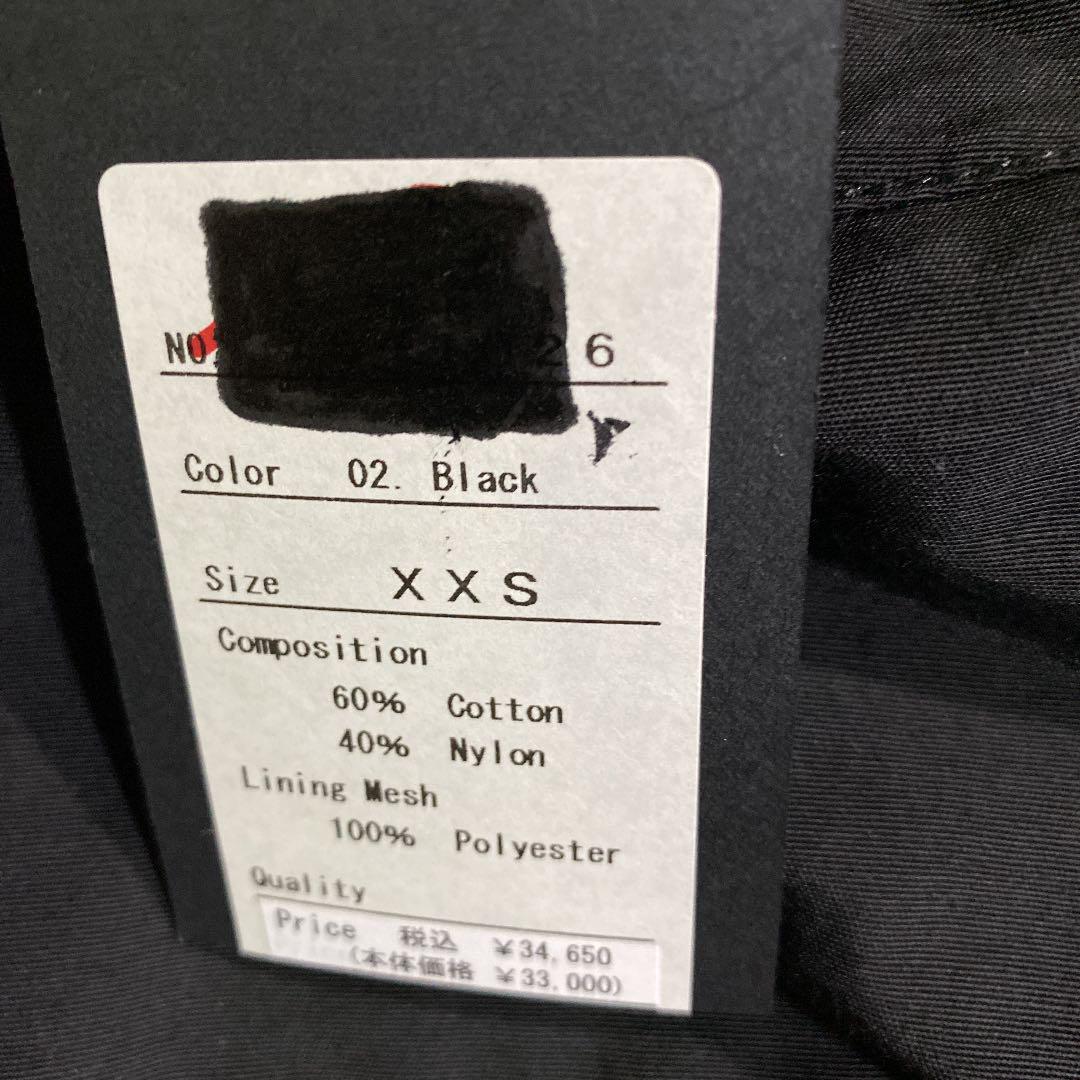 NO. 26
Color 02. Black
Size XXS
Composition
60% Cotton
40% Nylon
Lining Mesh
100% Polyester
Quality
Price 税込 ¥34,650
(本体価格 ¥33,000)